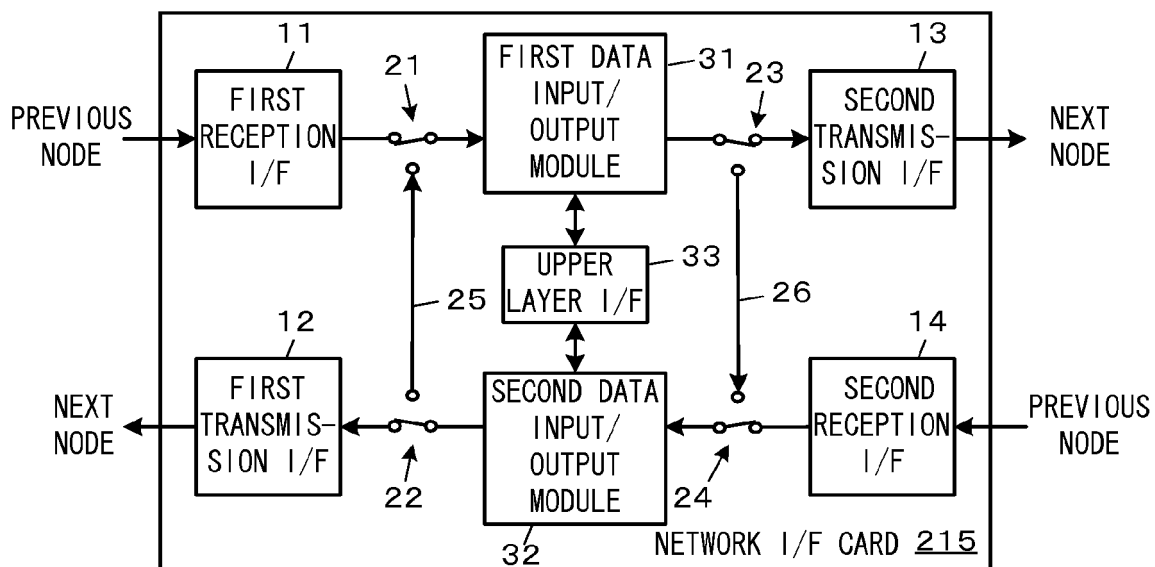 11
21
FIRST DATA
INPUT/
OUTPUT
MODULE
31
23
13
PREVIOUS
NODE
FIRST
RECEPTION
I/F
SECOND
TRANSMIS-
SION I/F
NEXT
NODE
UPPER
LAYER I/F
33
25
26
12
14
NEXT
NODE
FIRST
TRANSMIS-
SION I/F
SECOND DATA
INPUT/
OUTPUT
MODULE
SECOND
RECEPTION
I/F
PREVIOUS
NODE
22
24
32
NETWORK I/F CARD 215